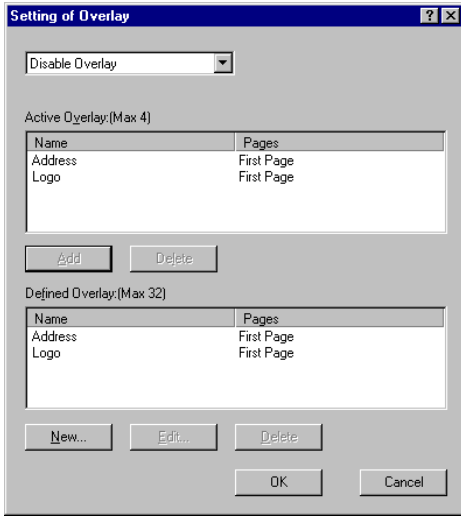 Setting of Overlay
Disable Overlay
Active Overlay:(Max 4)
Name Pages
Address First Page
Logo First Page
Add Delete
Defined Overlay:(Max 32)
Name Pages
Address First Page
Logo First Page
New... Edit... Delete
OK Cancel